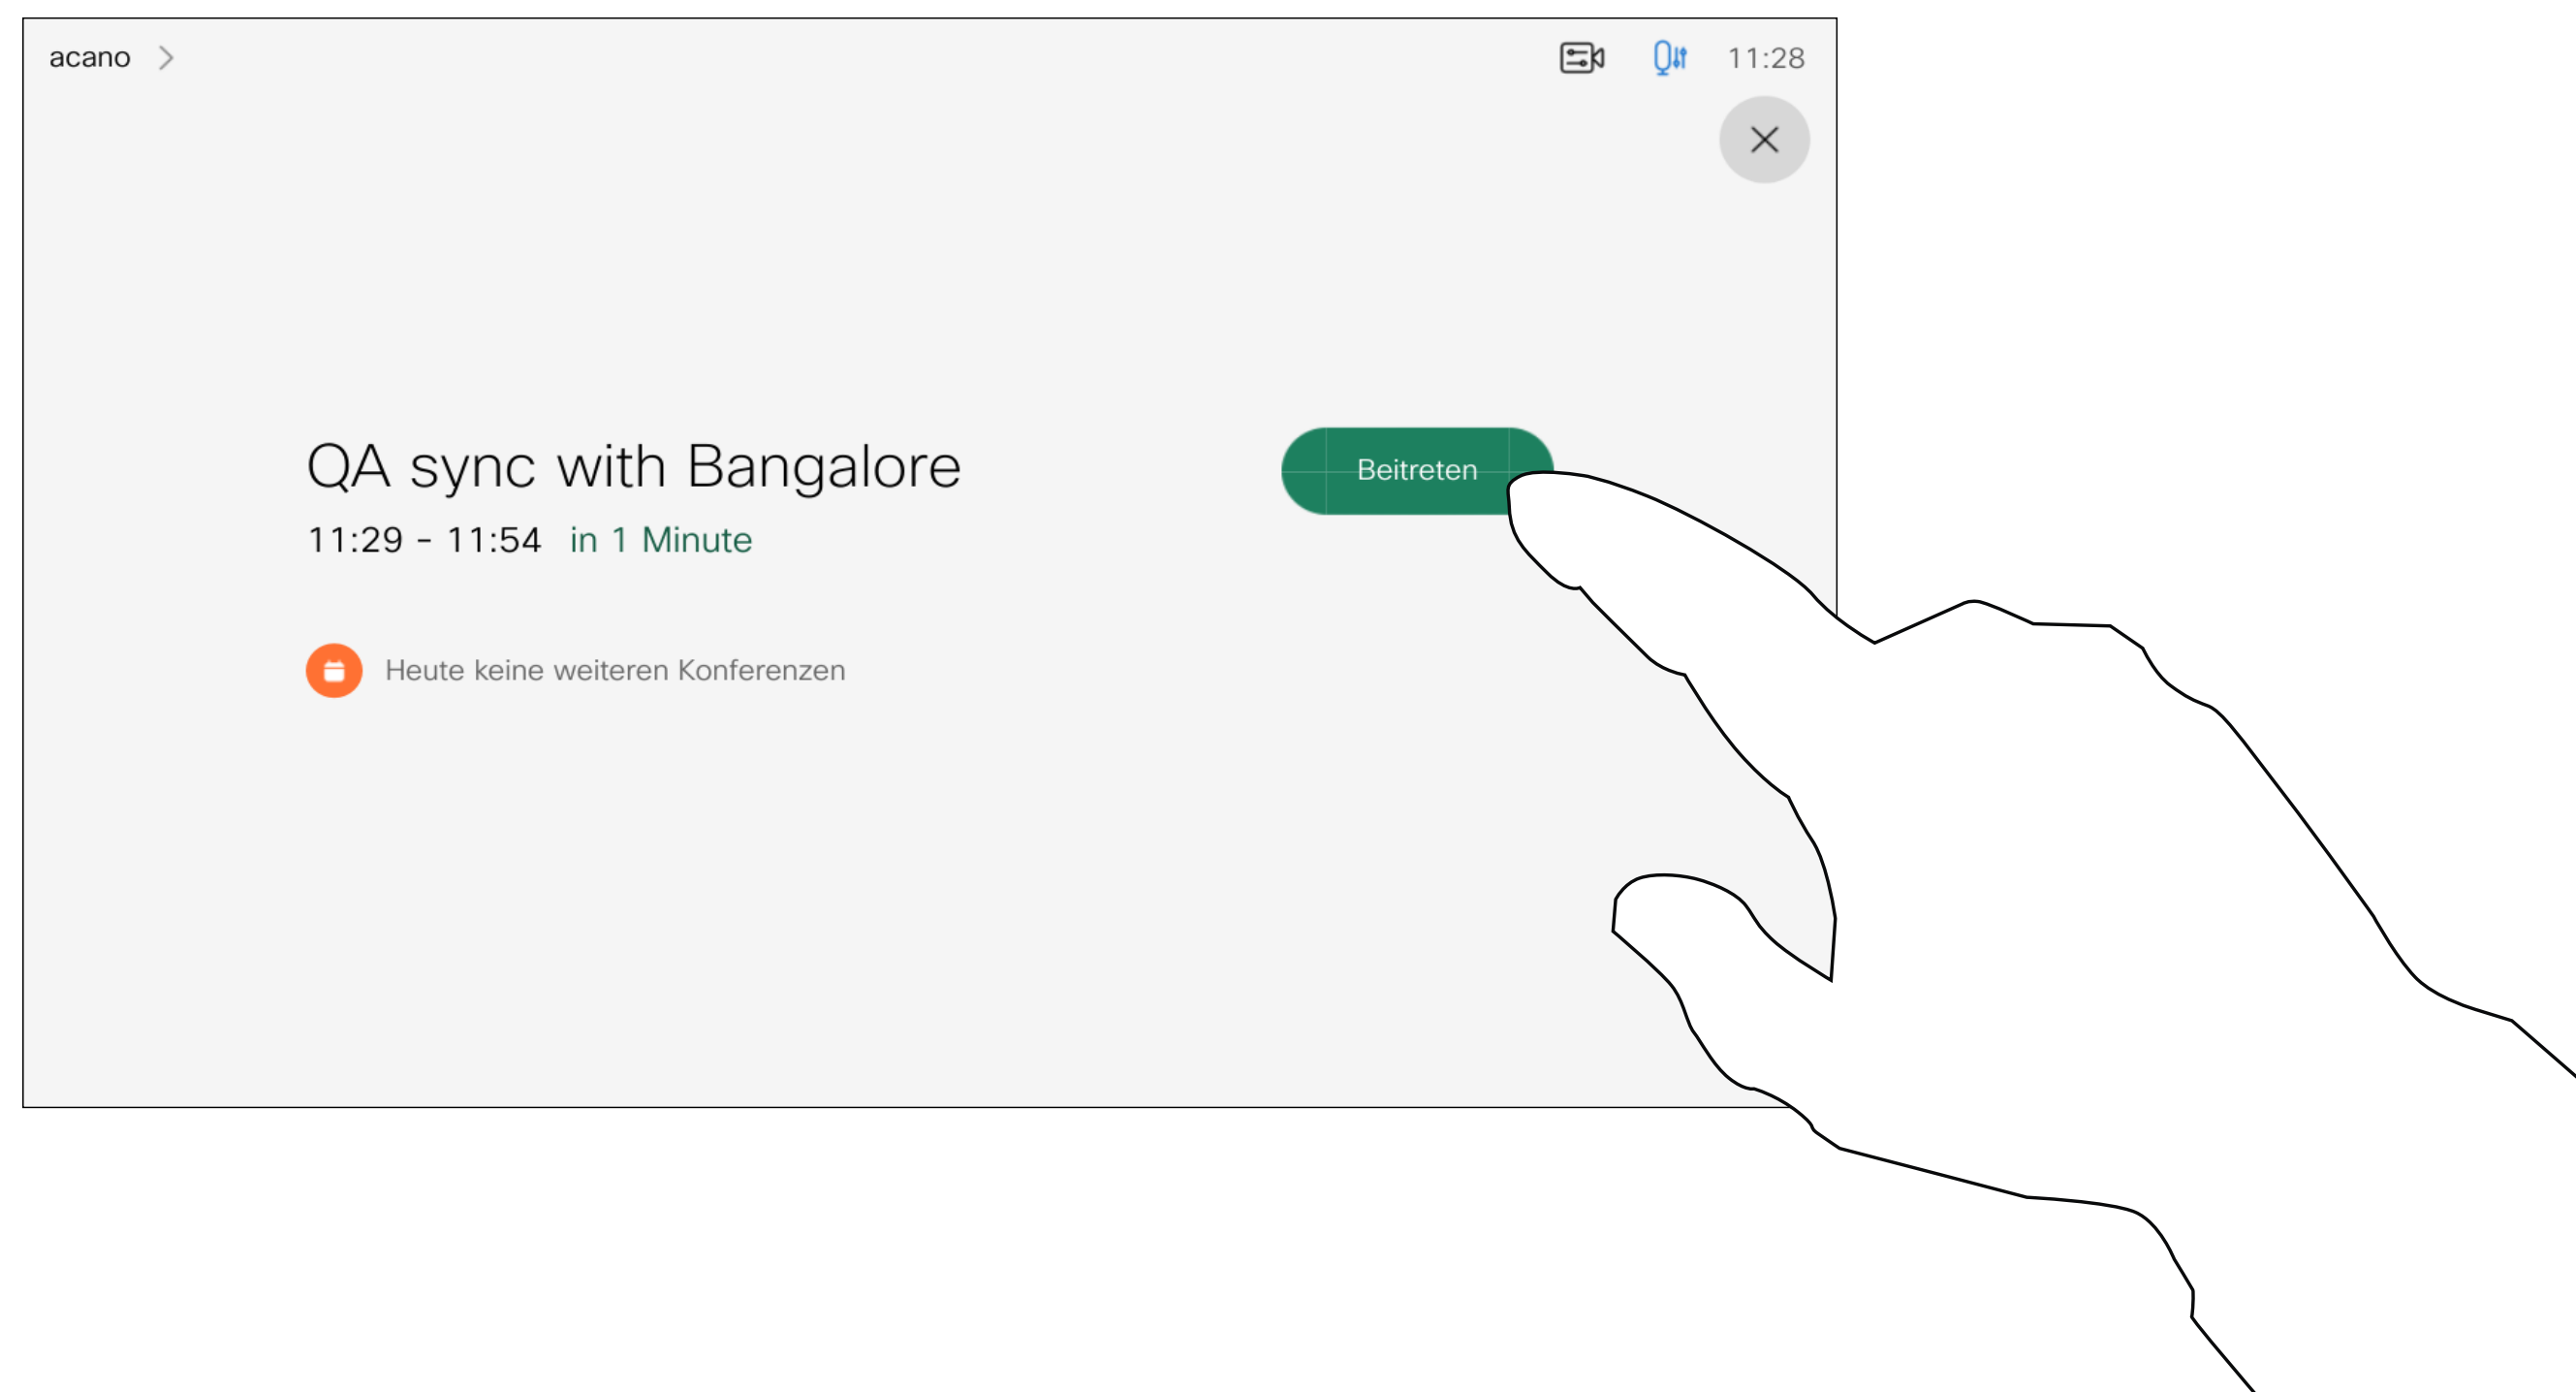 acano
11:28
QA sync with Bangalore
Beitreten
11:29 - 11:54 in 1 Minute
Heute keine weiteren Konferenzen